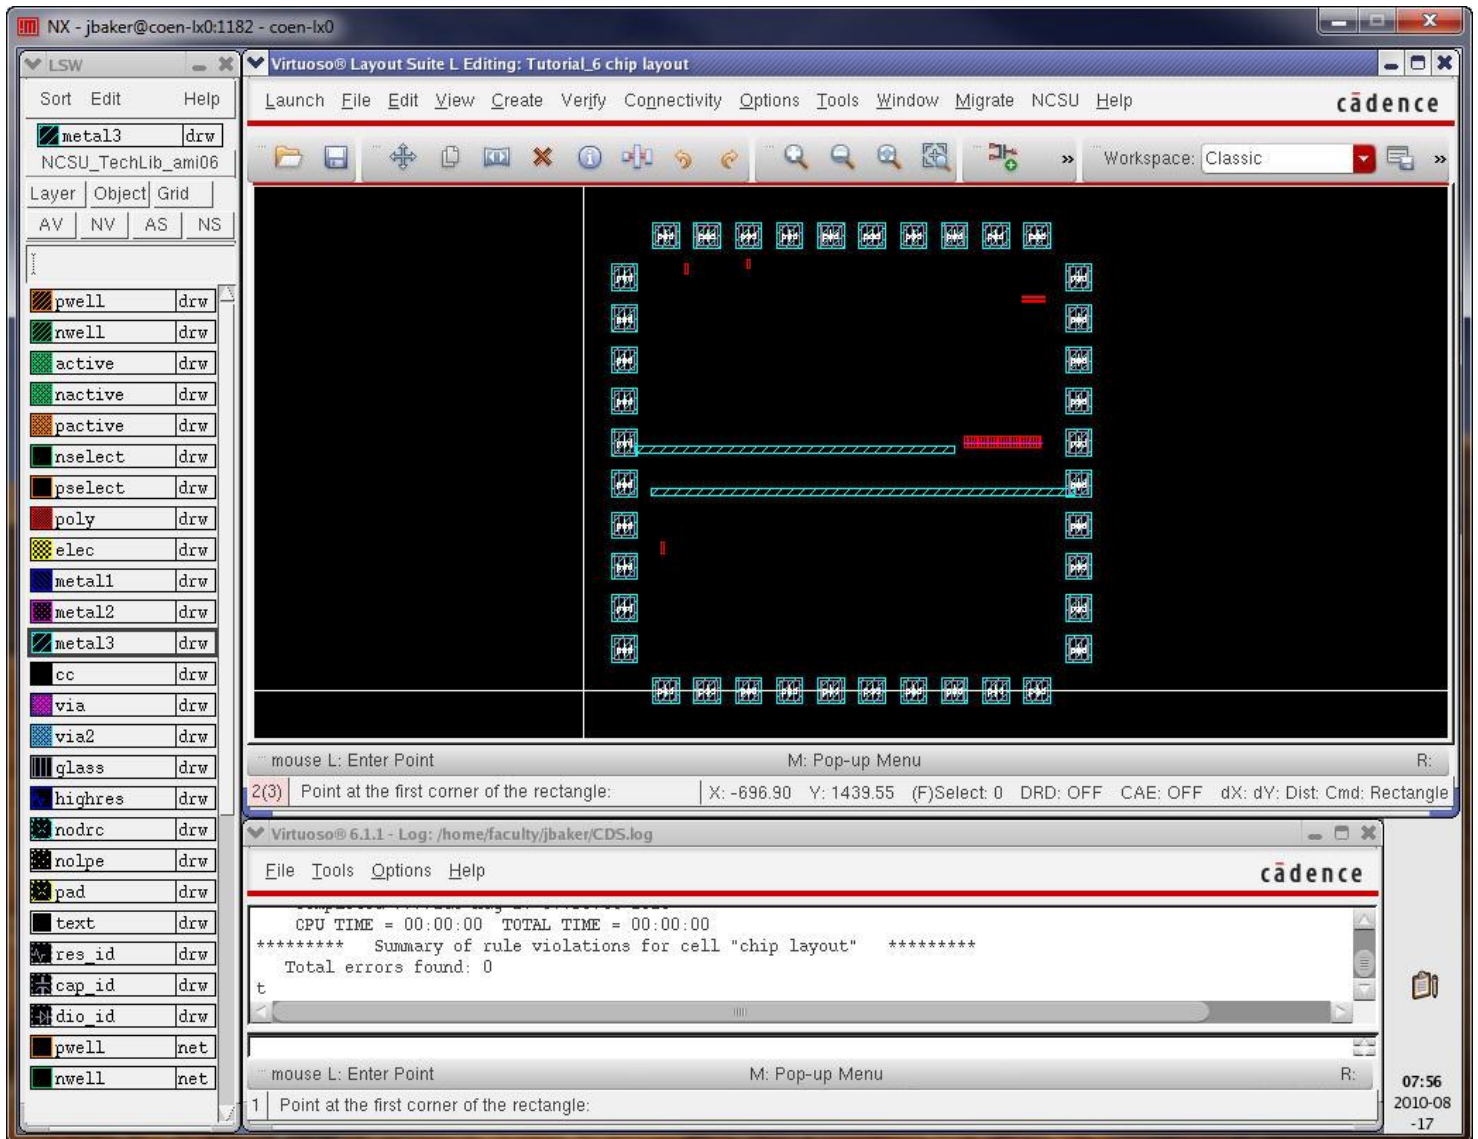 NX - jbaker@coen-lx0:1182 - coen-lx0
LSW
Sort Edit Help
metal3 drw
NCSU_TechLib_ami06
Layer Object Grid
AV NV AS NS
pwell drw
nwell drw
active drw
nactive drw
pactive drw
nselect drw
pselect drw
poly drw
elec drw
metal1 drw
metal2 drw
metal3 drw
cc drw
via drw
via2 drw
glass drw
highres drw
nodrc drw
nolpe drw
pad drw
text drw
res_id drw
cap_id drw
dio_id drw
pwell net
nwell net
Virtuoso® Layout Suite L Editing: Tutorial_6 chip layout
Launch File Edit View Create Verify Connectivity Options Tools Window Migrate NCSU Help
cādence
» Workspace: Classic »
mouse L: Enter Point M: Pop-up Menu R:
2(3) Point at the first corner of the rectangle: X: -696.90 Y: 1439.55 (F)Select: 0 DRD: OFF CAE: OFF dX: dY: Dist: Cmd: Rectangle
Virtuoso® 6.1.1 - Log: /home/faculty/jbaker/CDS.log
File Tools Options Help
cādence
CPU TIME = 00:00:00 TOTAL TIME = 00:00:00
********* Summary of rule violations for cell "chip layout" *********
Total errors found: 0
t
mouse L: Enter Point M: Pop-up Menu R:
1 Point at the first corner of the rectangle:
07:56
2010-08
-17